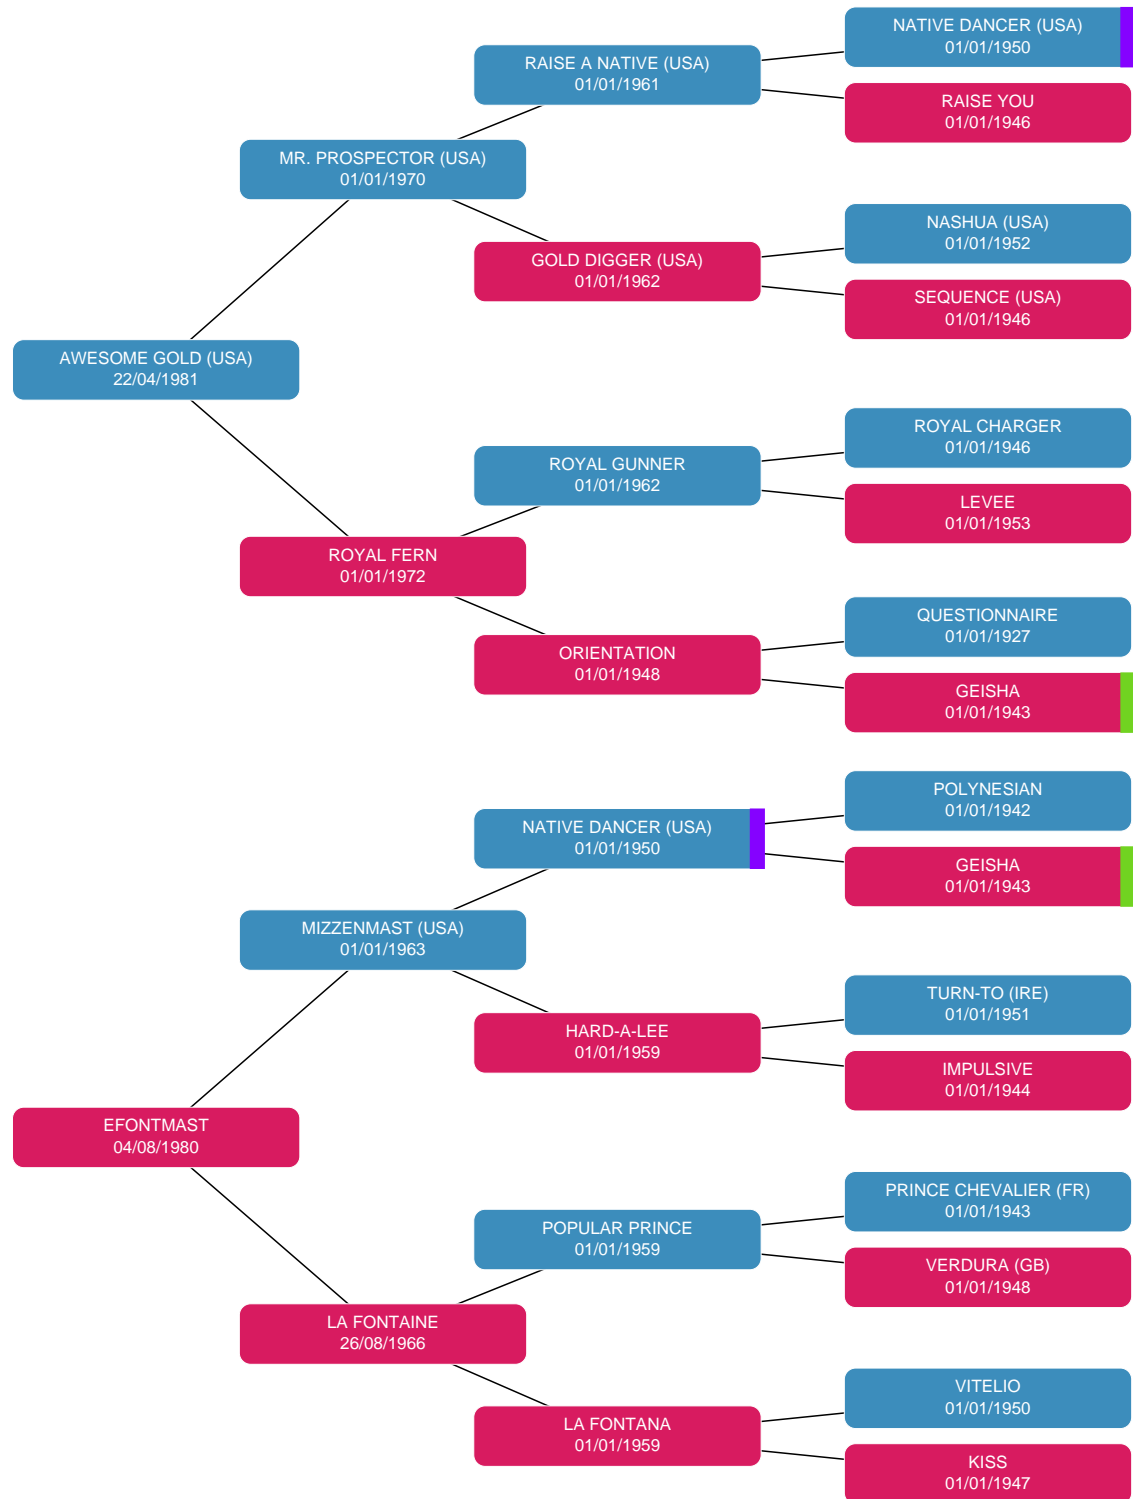 NATIVE DANCER (USA)
01/01/1950
RAISE A NATIVE (USA)
01/01/1961
RAISE YOU
01/01/1946
MR. PROSPECTOR (USA)
01/01/1970
NASHUA (USA)
01/01/1952
GOLD DIGGER (USA)
01/01/1962
SEQUENCE (USA)
01/01/1946
AWESOME GOLD (USA)
22/04/1981
ROYAL CHARGER
01/01/1946
ROYAL GUNNER
01/01/1962
LEVEE
01/01/1953
ROYAL FERN
01/01/1972
QUESTIONNAIRE
01/01/1927
ORIENTATION
01/01/1948
GEISHA
01/01/1943
POLYNESIAN
01/01/1942
NATIVE DANCER (USA)
01/01/1950
GEISHA
01/01/1943
MIZZENMAST (USA)
01/01/1963
TURN-TO (IRE)
01/01/1951
HARD-A-LEE
01/01/1959
IMPULSIVE
01/01/1944
EFONTMAST
04/08/1980
PRINCE CHEVALIER (FR)
01/01/1943
POPULAR PRINCE
01/01/1959
VERDURA (GB)
01/01/1948
LA FONTAINE
26/08/1966
VITELIO
01/01/1950
LA FONTANA
01/01/1959
KISS
01/01/1947